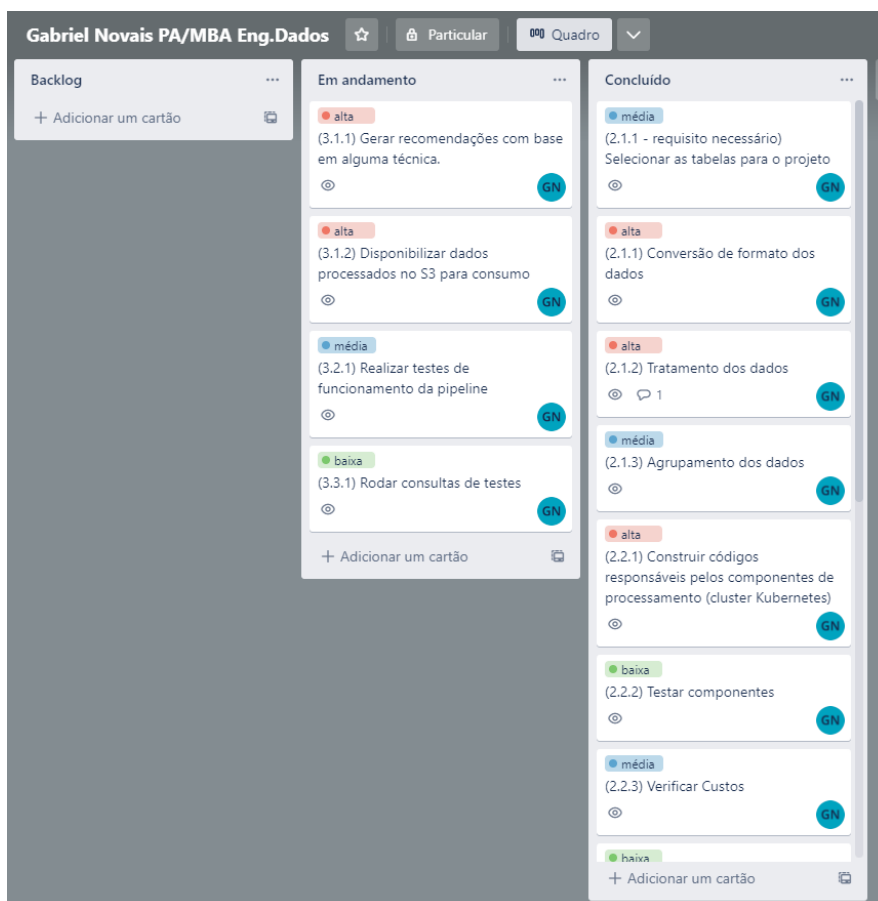 Gabriel Novais PA/MBA Eng.Dados
Particular
Quadro
Backlog
Adicionar um cartão
Em andamento
alta
(3.1.1) Gerar recomendações com base
em alguma técnica.
GN
alta
(3.1.2) Disponibilizar dados
processados no S3 para consumo
GN
média
(3.2.1) Realizar testes de
funcionamento da pipeline
GN
baixa
(3.3.1) Rodar consultas de testes
GN
Adicionar um cartão
Concluído
média
(2.1.1 - requisito necessário)
Selecionar as tabelas para o projeto
GN
alta
(2.1.1) Conversão de formato dos
dados
GN
alta
(2.1.2) Tratamento dos dados
1
GN
média
(2.1.3) Agrupamento dos dados
GN
alta
(2.2.1) Construir códigos
responsáveis pelos componentes de
processamento (cluster Kubernetes)
GN
baixa
(2.2.2) Testar componentes
GN
média
(2.2.3) Verificar Custos
GN
baixa
Adicionar um cartão